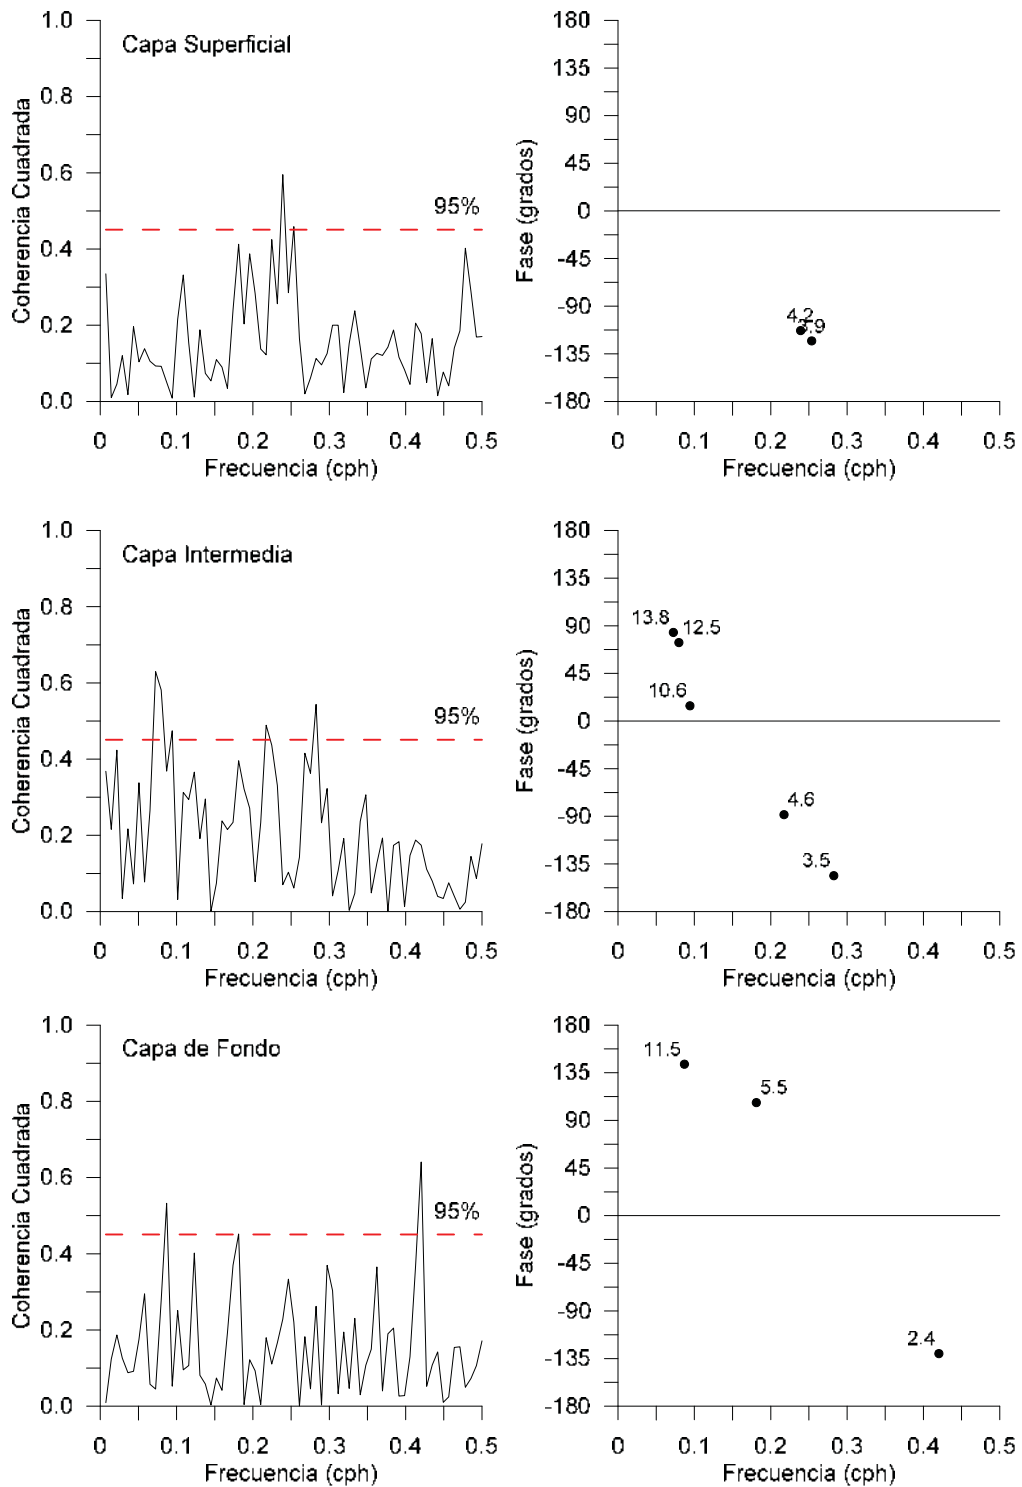 1.0
0.8
0.6
0.4
0.2
0.0
Coherencia Cuadrada
Capa Superficial
95%
0 0.1 0.2 0.3 0.4 0.5
Frecuencia (cph)
180
135
90
45
0
-45
-90
-135
-180
Fase (grados)
4.2
3.9
0 0.1 0.2 0.3 0.4 0.5
Frecuencia (cph)
1.0
0.8
0.6
0.4
0.2
0.0
Coherencia Cuadrada
Capa Intermedia
95%
0 0.1 0.2 0.3 0.4 0.5
Frecuencia (cph)
180
135
90
45
0
-45
-90
-135
-180
Fase (grados)
13.8
12.5
10.6
4.6
3.5
0 0.1 0.2 0.3 0.4 0.5
Frecuencia (cph)
1.0
0.8
0.6
0.4
0.2
0.0
Coherencia Cuadrada
Capa de Fondo
95%
0 0.1 0.2 0.3 0.4 0.5
Frecuencia (cph)
180
135
90
45
0
-45
-90
-135
-180
Fase (grados)
11.5
5.5
2.4
0 0.1 0.2 0.3 0.4 0.5
Frecuencia (cph)